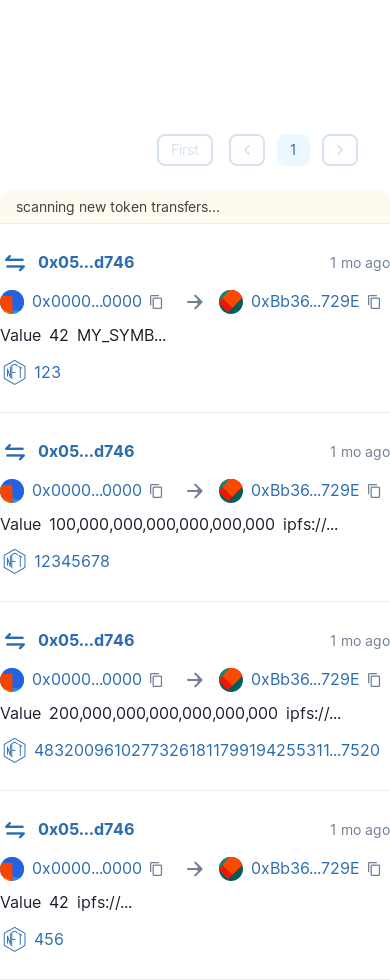 First 1
scanning new token transfers...
0x05...d746 1 mo ago
0x0000...0000 → 0xBb36...729E
Value 42 MY_SYMB...
NFT 123
0x05...d746 1 mo ago
0x0000...0000 → 0xBb36...729E
Value 100,000,000,000,000,000,000 ipfs://...
NFT 12345678
0x05...d746 1 mo ago
0x0000...0000 → 0xBb36...729E
Value 200,000,000,000,000,000,000 ipfs://...
NFT 48320096102773261811799194255311...7520
0x05...d746 1 mo ago
0x0000...0000 → 0xBb36...729E
Value 42 ipfs://...
NFT 456